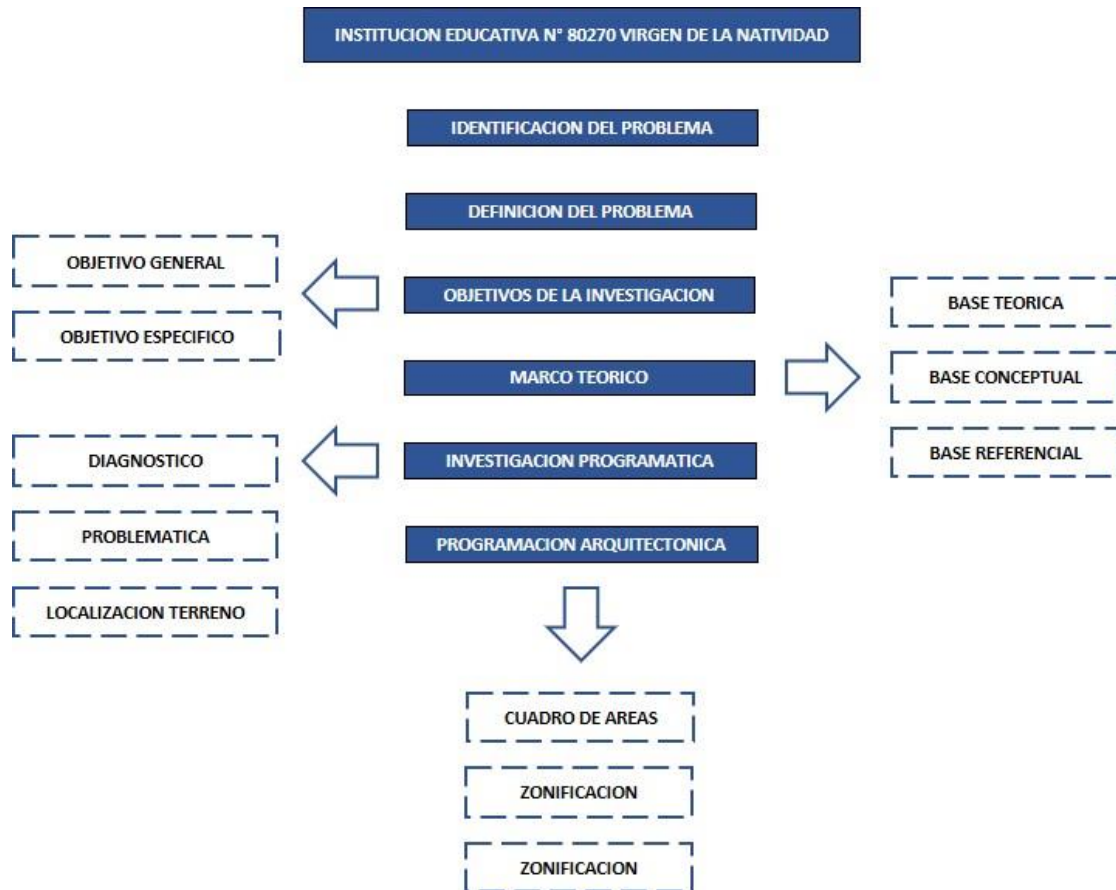 INSTITUCION EDUCATIVA N° 80270 VIRGEN DE LA NATIVIDAD
IDENTIFICACION DEL PROBLEMA
DEFINICION DEL PROBLEMA
OBJETIVOS DE LA INVESTIGACION
OBJETIVO GENERAL
OBJETIVO ESPECIFICO
MARCO TEORICO
BASE TEORICA
BASE CONCEPTUAL
BASE REFERENCIAL
INVESTIGACION PROGRAMATICA
DIAGNOSTICO
PROBLEMATICA
LOCALIZACION TERRENO
PROGRAMACION ARQUITECTONICA
CUADRO DE AREAS
ZONIFICACION
ZONIFICACION